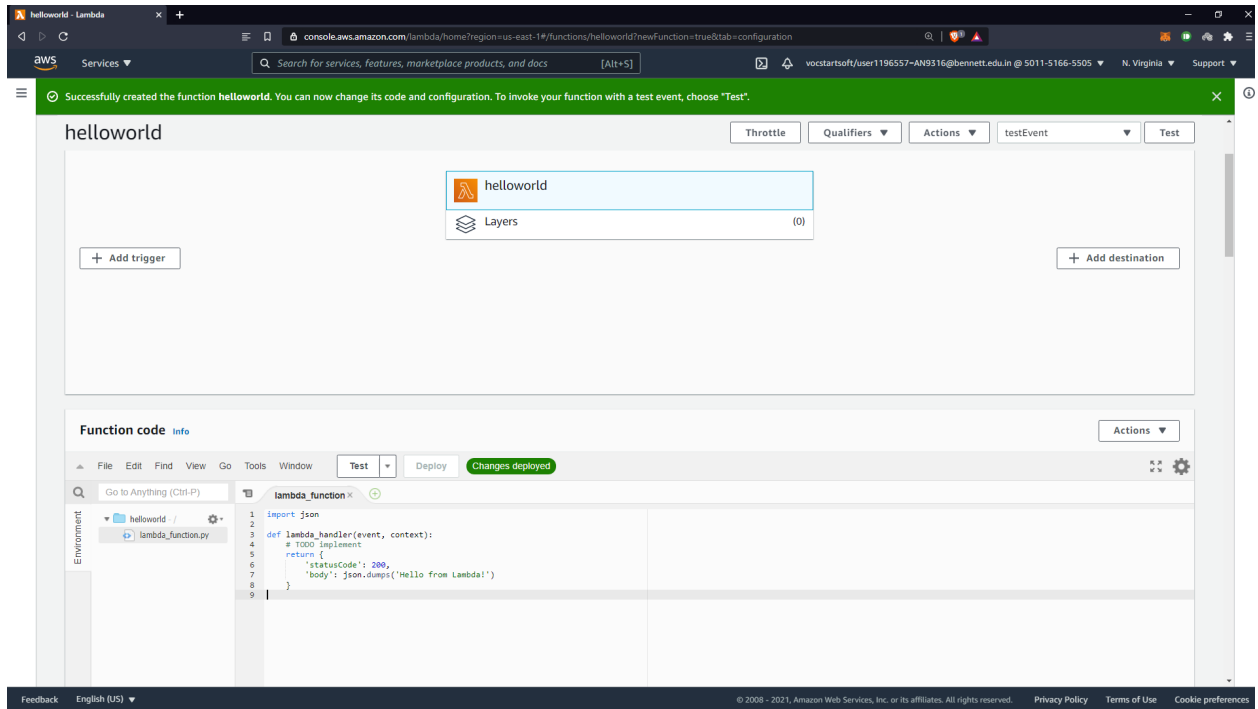 helloworld - Lambda
console.aws.amazon.com/lambda/home?region=us-east-1#/functions/helloworld?newFunction=true&tab=configuration
aws Services Search for services, features, marketplace products, and docs [Alt+S] vocstartsoft/user1196557=AN9316@bennett.edu.in @ 5011-5166-5505 N. Virginia Support
Successfully created the function helloworld. You can now change its code and configuration. To invoke your function with a test event, choose "Test".
helloworld Throttle Qualifiers Actions testEvent Test
helloworld
Layers (0)
+ Add trigger + Add destination
Function code Info Actions
File Edit Find View Go Tools Window Test Deploy Changes deployed
Go to Anything (Ctrl-P) lambda_function
Environment
helloworld - /
lambda_function.py
1 import json
2
3 def lambda_handler(event, context):
4 # TODO implement
5 return {
6 'statusCode': 200,
7 'body': json.dumps('Hello from Lambda!')
8 }
9
Feedback English (US) © 2008 - 2021, Amazon Web Services, Inc. or its affiliates. All rights reserved. Privacy Policy Terms of Use Cookie preferences